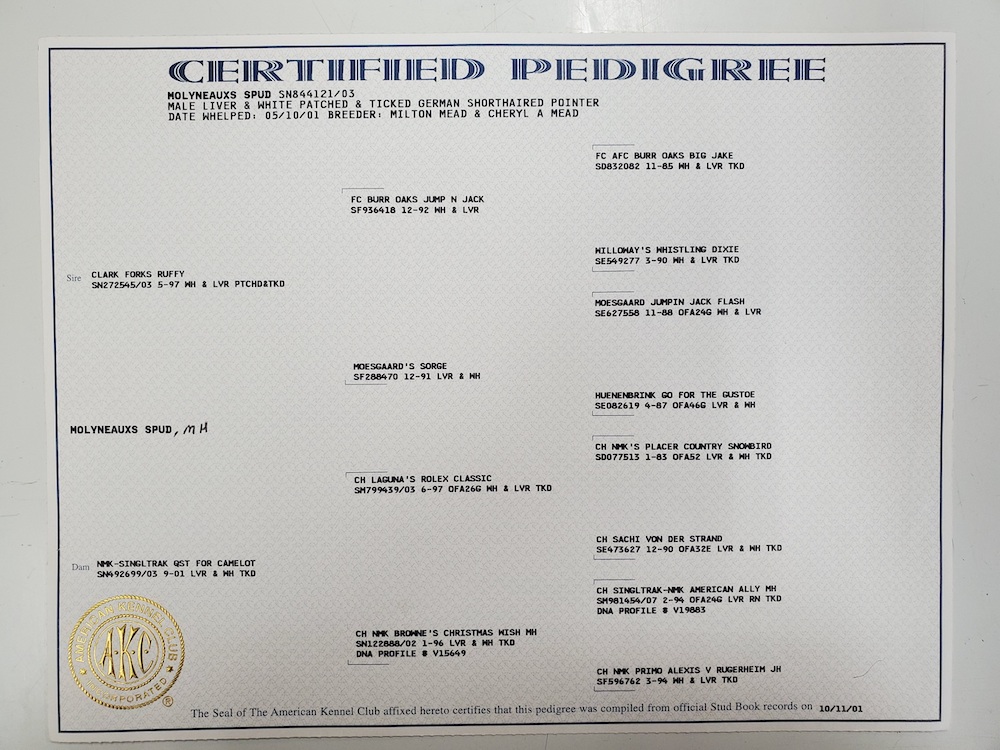 CERTIFIED PEDIGREE
MOLYNEAUXS SPUD SN844121/03
MALE LIVER & WHITE PATCHED & TICKED GERMAN SHORTHAIRED POINTER
DATE WHELPED: 05/10/01 BREEDER: MILTON MEAD & CHERYL A MEAD
FC AFC BURR OAKS BIG JAKE
SD832082 11-85 WH & LVR TKD
FC BURR OAKS JUMP N JACK
SF936418 12-92 WH & LVR
WILLOWAY'S WHISTLING DIXIE
SE549277 3-90 WH & LVR TKD
Sire CLARK FORKS RUFFY
SN272545/03 5-97 WH & LVR PTCHD&TKD
MOESGAARD JUMPIN JACK FLASH
SE627558 11-88 OFA24G WH & LVR
MOESGAARD'S SORGE
SF288470 12-91 LVR & WH
HUENENBRINK GO FOR THE GUSTOE
SE082619 4-87 OFA46G LVR & WH
MOLYNEAUXS SPUD, MH
CH NMK'S PLACER COUNTRY SNOWBIRD
SD077513 1-83 OFA52 LVR & WH TKD
CH LAGUNA'S ROLEX CLASSIC
SM799439/03 6-97 OFA26G WH & LVR TKD
CH SACHI VON DER STRAND
SE473627 12-90 OFA32E LVR & WH TKD
Dam NMK-SINGLTRAK QST FOR CAMELOT
SN492699/03 9-01 LVR & WH TKD
CH SINGLTRAK-NMK AMERICAN ALLY MH
SM981454/07 2-94 OFA24G LVR RN TKD
DNA PROFILE # V19883
CH NMK BROWNE'S CHRISTMAS WISH MH
SN122888/02 1-96 LVR & WH TKD
DNA PROFILE # V15649
CH NMK PRIMO ALEXIS V RUGERHEIM JH
SF596762 3-94 WH & LVR TKD
AMERICAN KENNEL CLUB
AKC
INCORPORATED
®
The Seal of The American Kennel Club affixed hereto certifies that this pedigree was compiled from official Stud Book records on 10/11/01